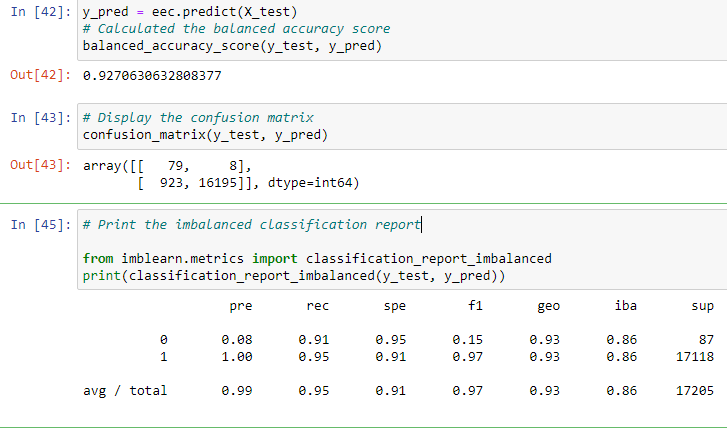 In [42]: y_pred = eec.predict(X_test)
# Calculated the balanced accuracy score
balanced_accuracy_score(y_test, y_pred)
Out[42]: 0.9270630632808377
In [43]: # Display the confusion matrix
confusion_matrix(y_test, y_pred)
Out[43]: array([[   79,     8],
       [  923, 16195]], dtype=int64)
In [45]: # Print the imbalanced classification report
from imblearn.metrics import classification_report_imbalanced
print(classification_report_imbalanced(y_test, y_pred))
pre rec spe f1 geo iba sup
0 0.08 0.91 0.95 0.15 0.93 0.86 87
1 1.00 0.95 0.91 0.97 0.93 0.86 17118
avg / total 0.99 0.95 0.91 0.97 0.93 0.86 17205